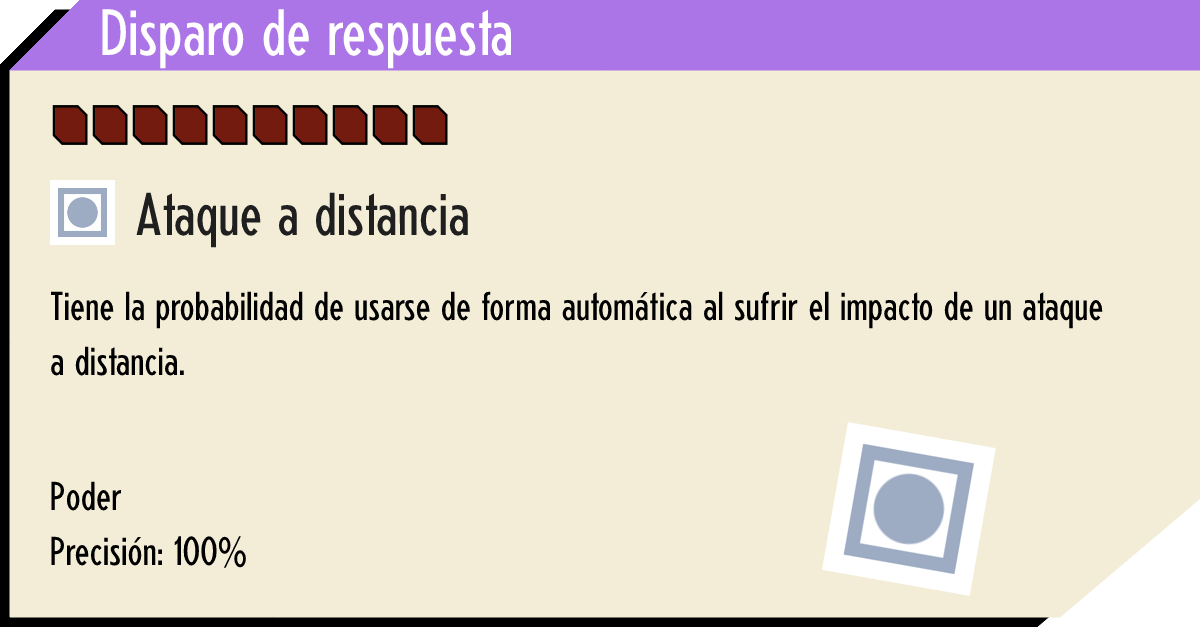 Disparo de respuesta
Ataque a distancia
Tiene la probabilidad de usarse de forma automática al sufrir el impacto de un ataque
a distancia.
Poder
Precisión: 100%